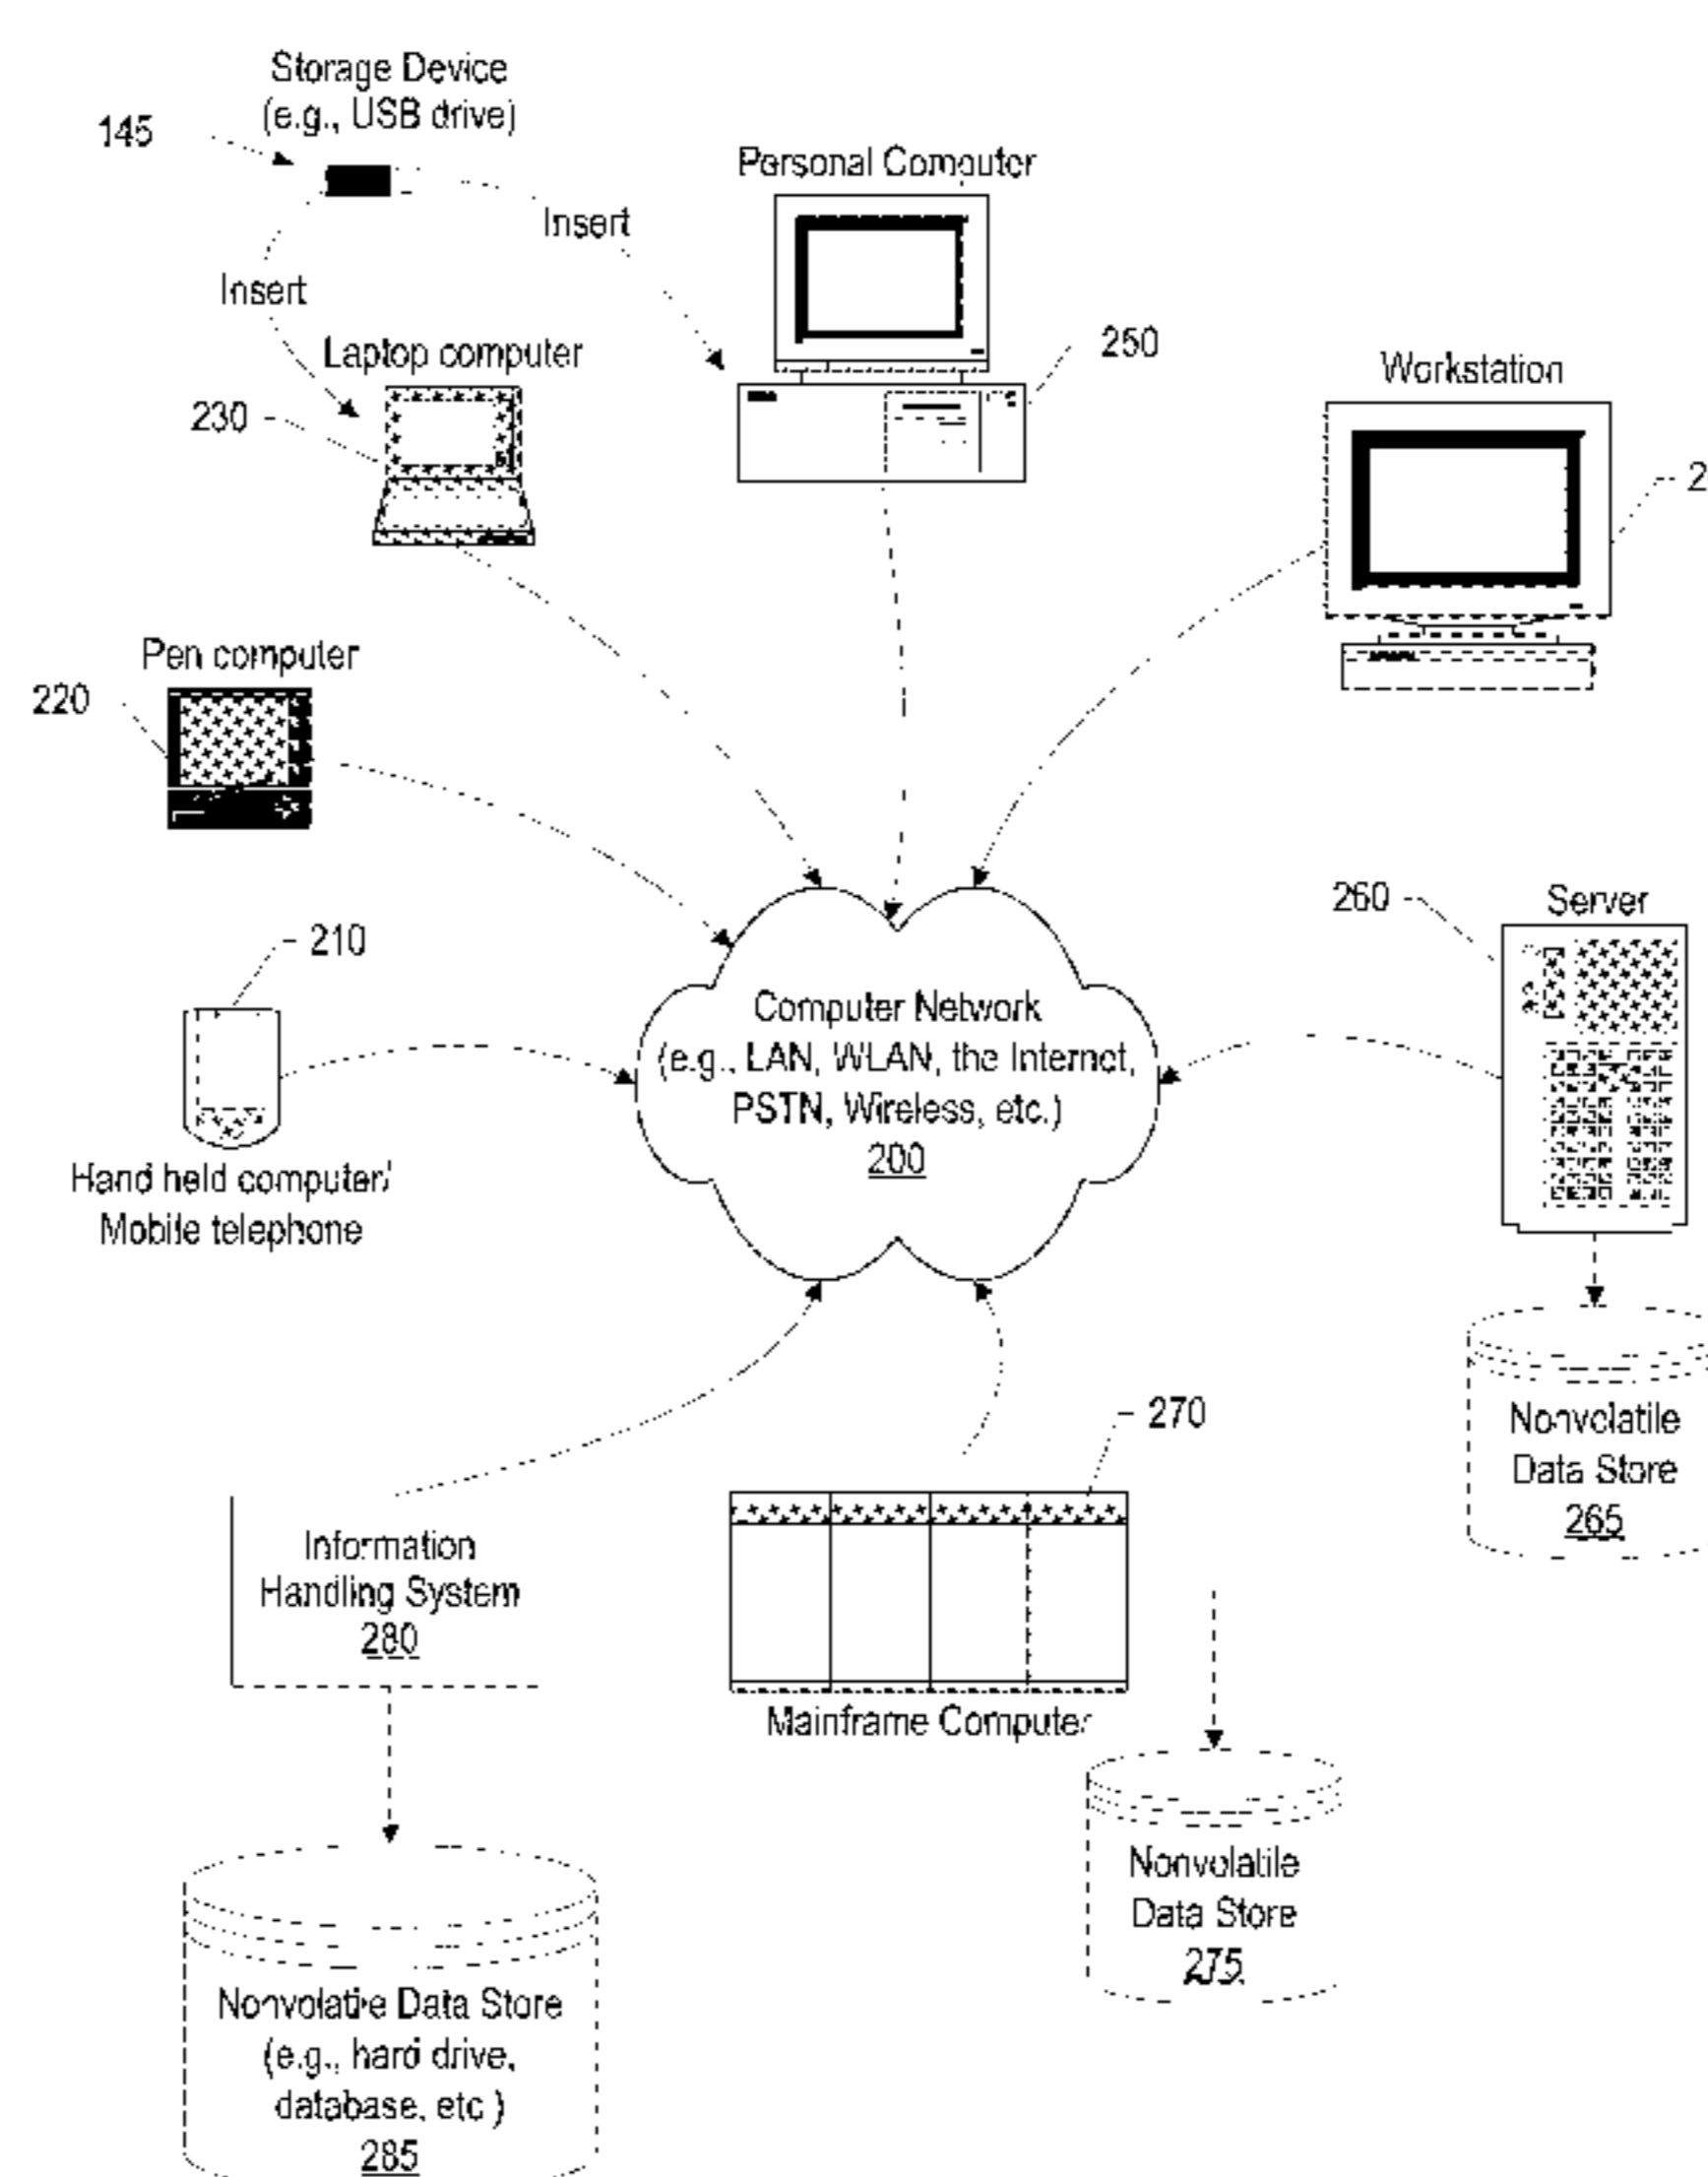 Storage Device
(e.g., USB drive)
145
Personal Computer
Insert
Insert
Laptop computer
250
Workstation
230
2
Pen computer
220
260
Server
210
Computer Network
(e.g., LAN, WLAN, the Internet,
PSTN, Wireless, etc.)
200
Hand held computer/
Mobile telephone
270
Nonvolatile
Data Store
265
Information
Handling System
280
Mainframe Computer
Nonvolatile
Data Store
275
Nonvolatile Data Store
(e.g., hard drive,
database, etc.)
285